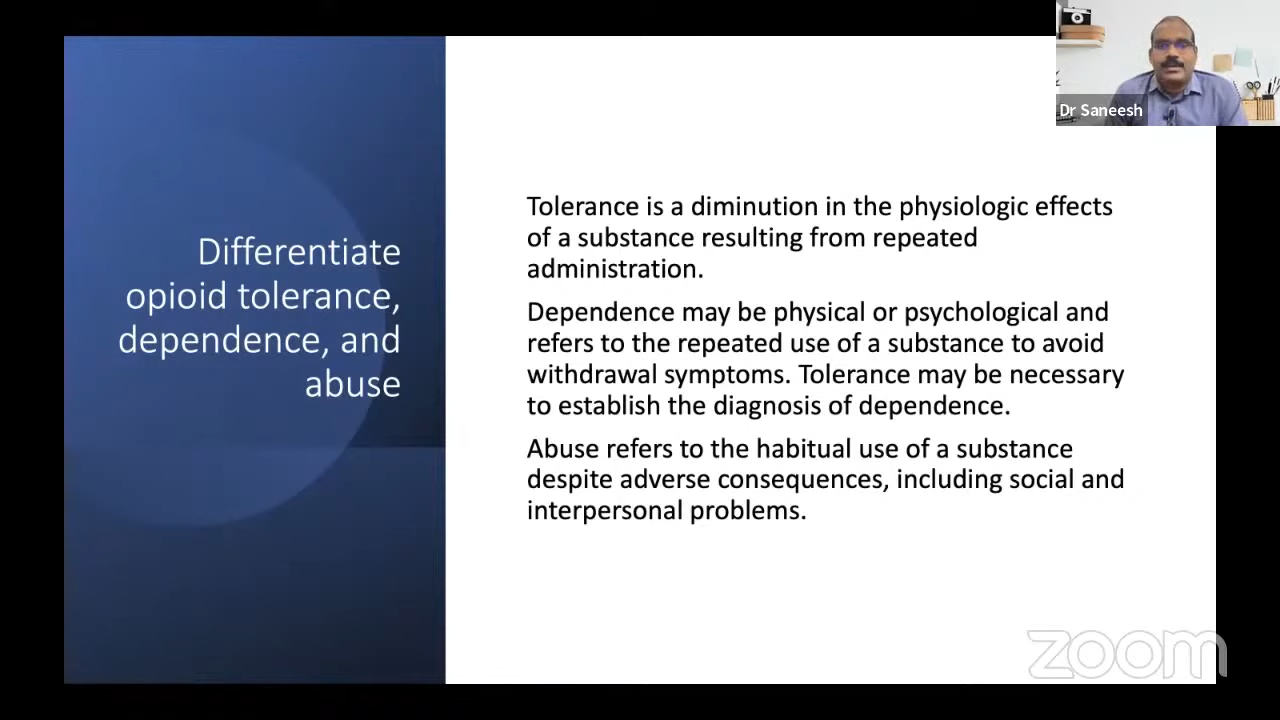 Dr Saneesh
Differentiate
opioid tolerance,
dependence, and
abuse
Tolerance is a diminution in the physiologic effects
of a substance resulting from repeated
administration.
Dependence may be physical or psychological and
refers to the repeated use of a substance to avoid
withdrawal symptoms. Tolerance may be necessary
to establish the diagnosis of dependence.
Abuse refers to the habitual use of a substance
despite adverse consequences, including social and
interpersonal problems.
zoom